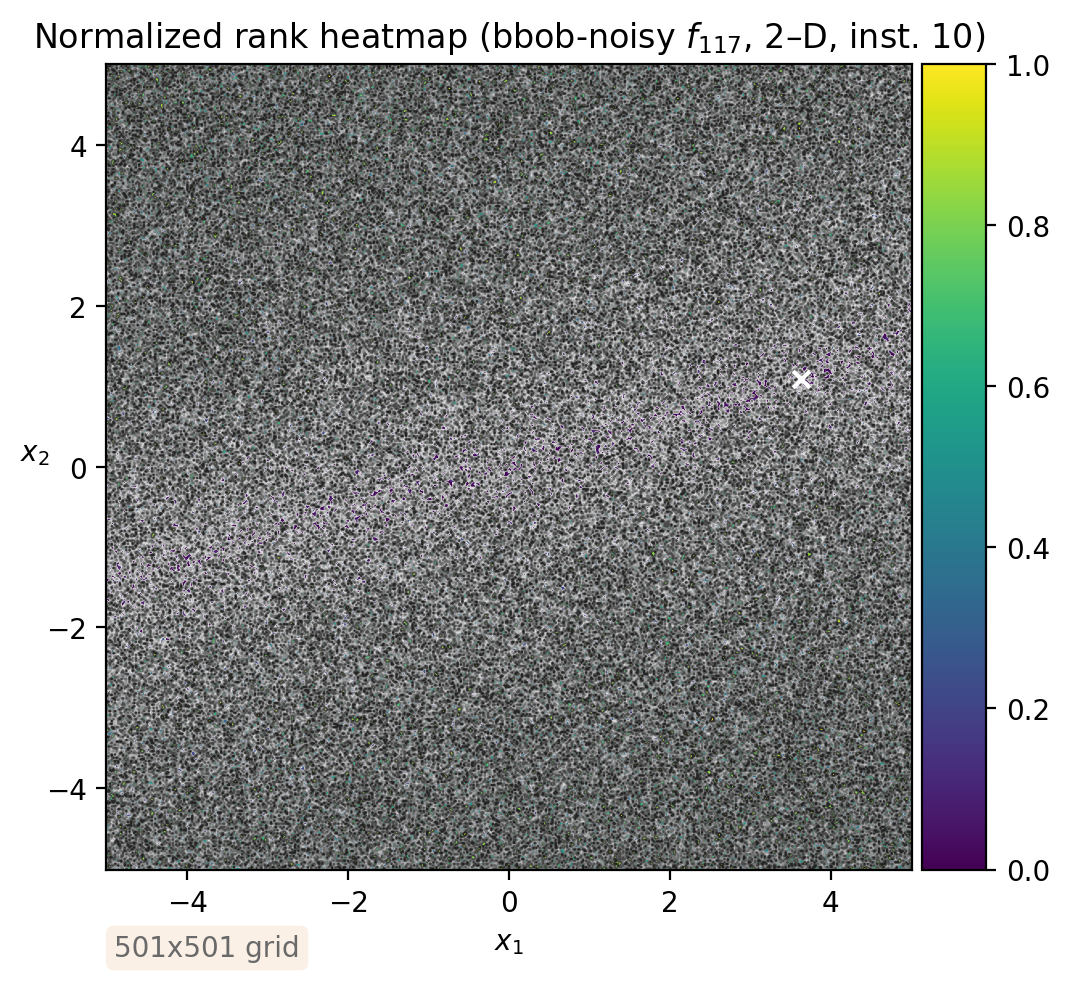 Normalized rank heatmap (bbob-noisy f₁₁₇, 2–D, inst. 10)
1.0
0.8
0.6
0.4
0.2
0.0
4
2
0
−2
−4
x₂
−4 −2 0 2 4
x₁
501x501 grid